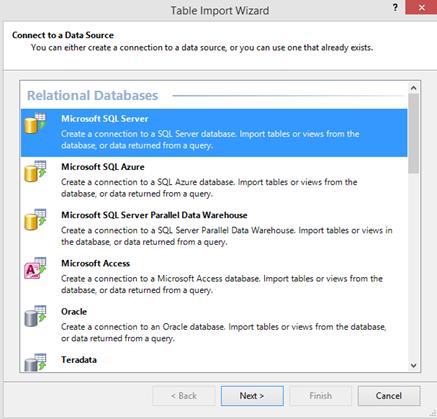 Table Import Wizard
?
Connect to a Data Source
You can either create a connection to a data source, or you can use one that already exists.
Relational Databases
Microsoft SQL Server
Create a connection to a SQL Server database. Import tables or views from the
database, or data returned from a query.
Microsoft SQL Azure
Create a connection to a SQL Azure database. Import tables or views from the
database, or data returned from a query.
Microsoft SQL Server Parallel Data Warehouse
Create a connection to a SQL Server Parallel Data Warehouse. Import tables or views in
the database, or data returned from a query.
Microsoft Access
Create a connection to a Microsoft Access database. Import tables or views from the
database, or data returned from a query.
Oracle
Create a connection to an Oracle database. Import tables or views from the database,
or data returned from a query.
Teradata
< Back
Next >
Finish
Cancel